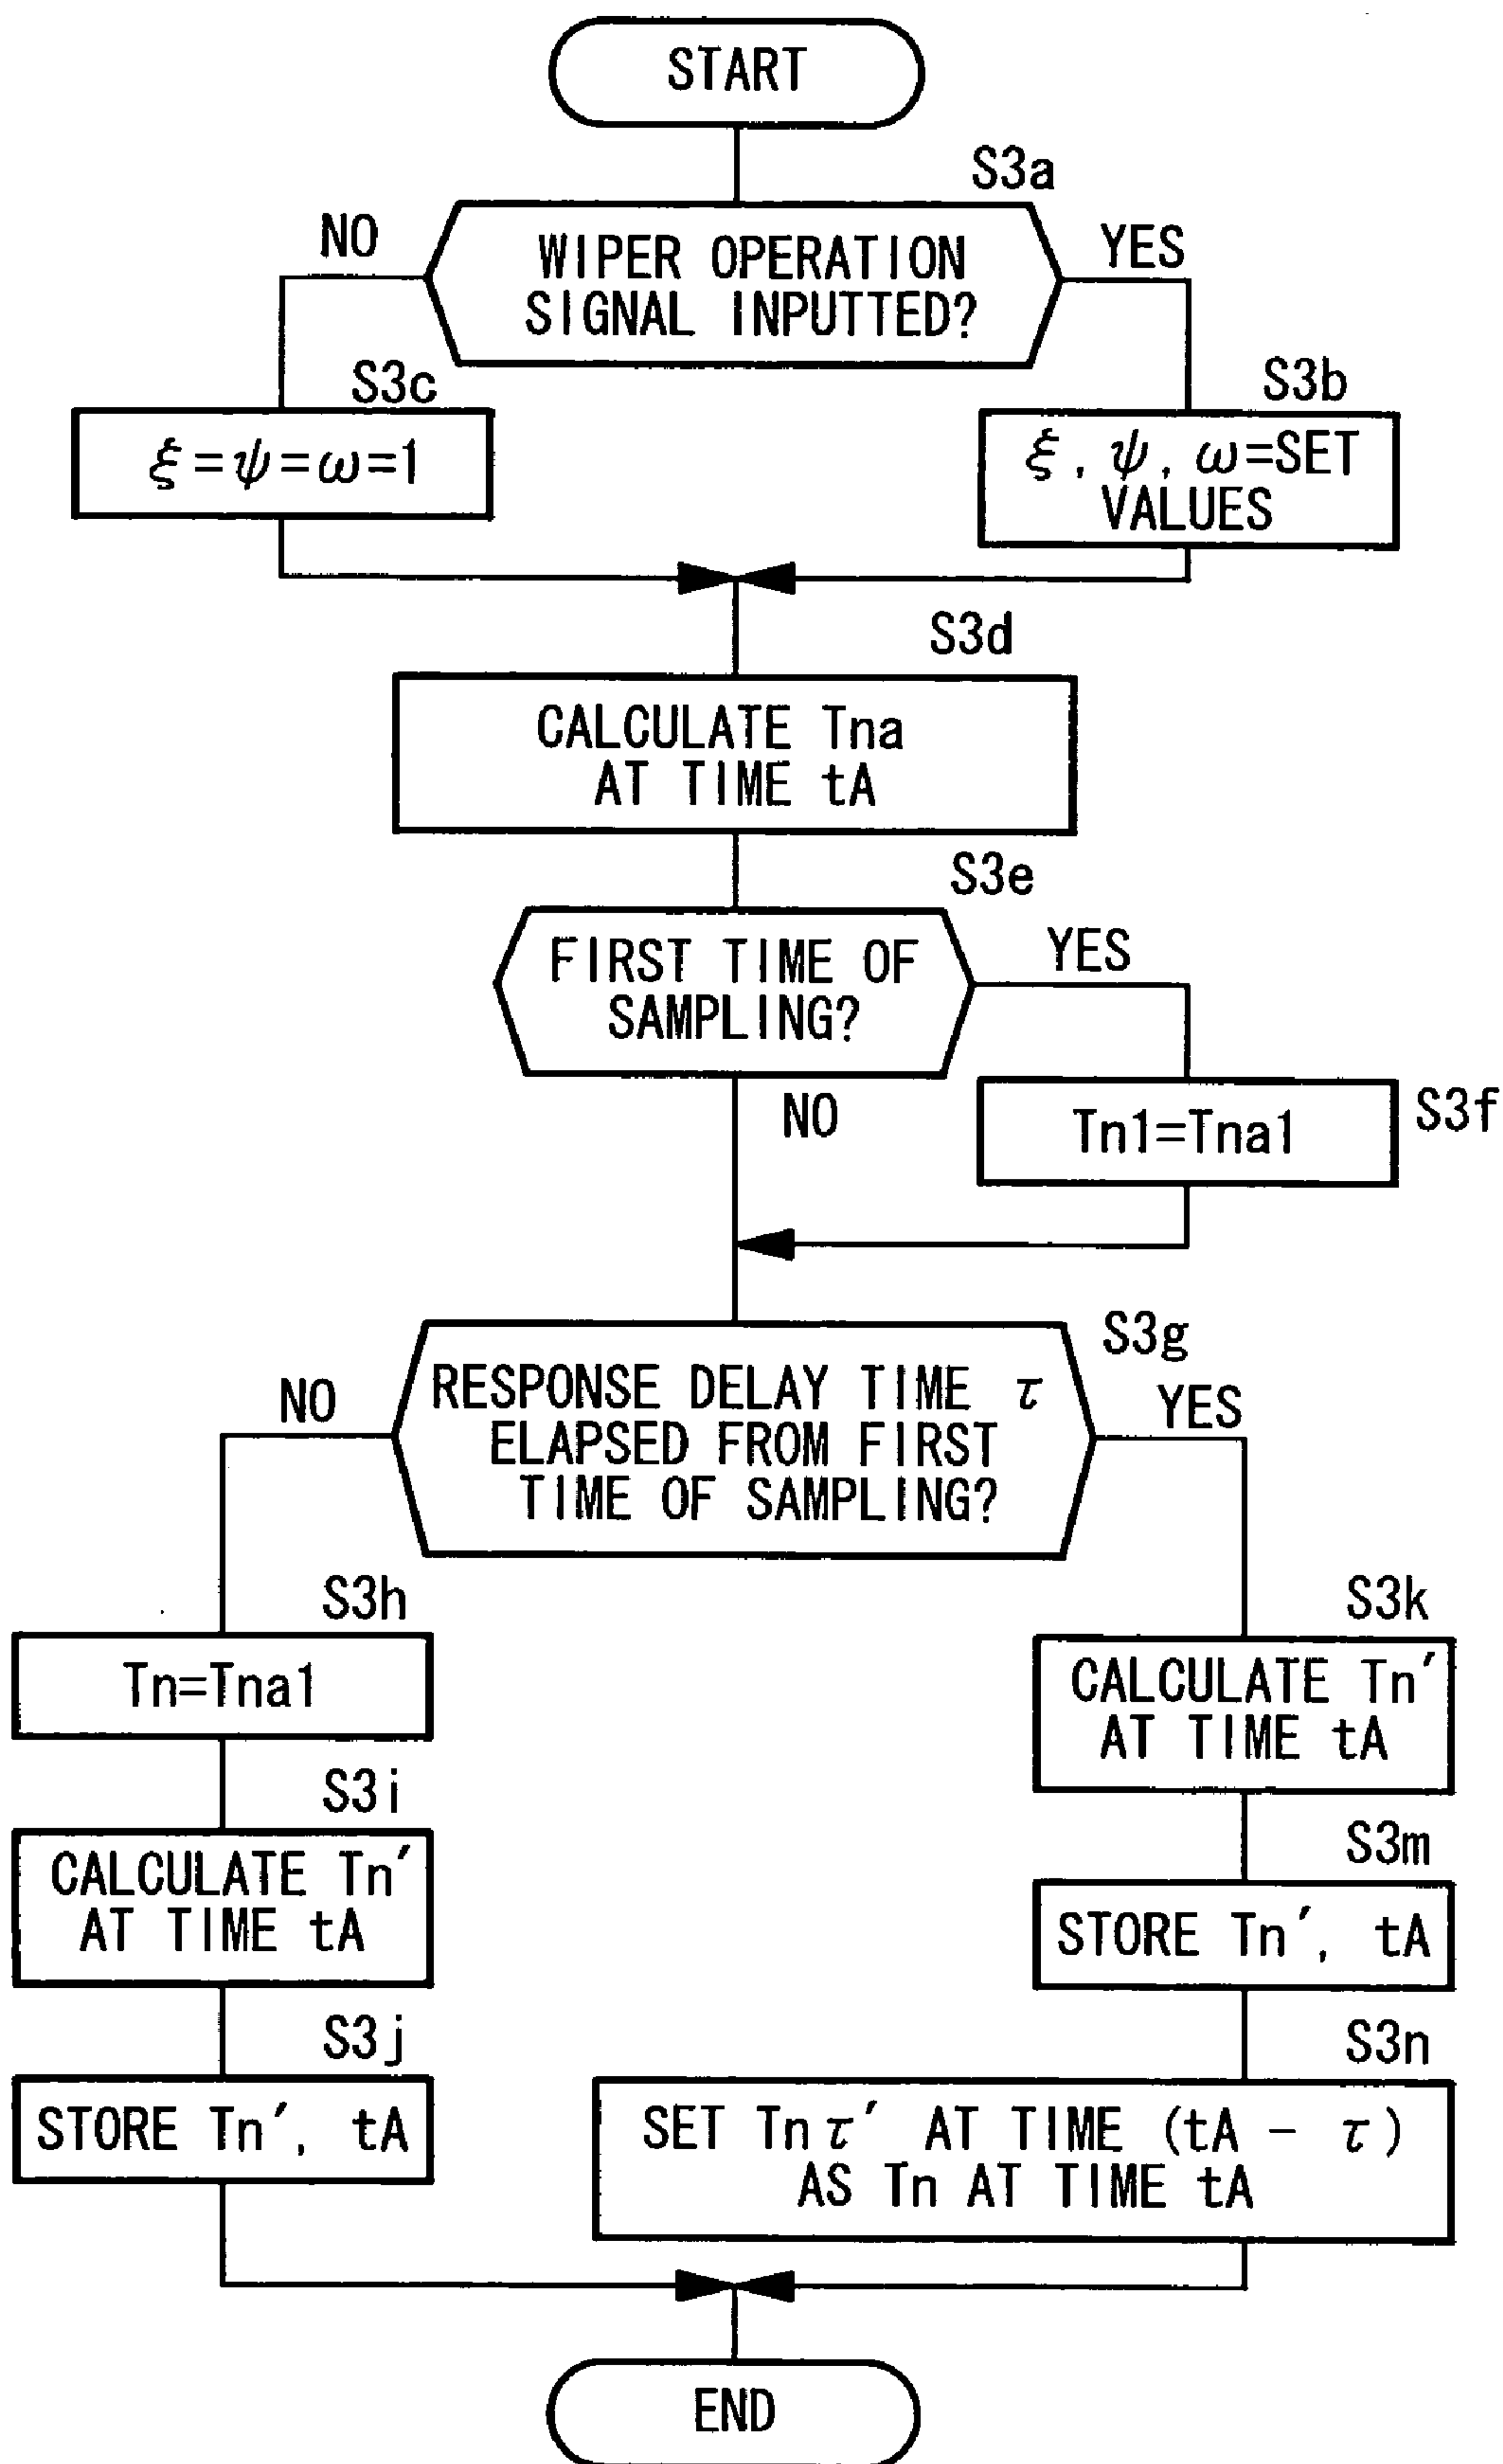 START
S3a
NO
WIPER OPERATION
SIGNAL INPUTTED?
YES
S3c
ξ=ψ=ω=1
S3b
ξ, ψ, ω=SET
VALUES
S3d
CALCULATE Tna
AT TIME tA
S3e
FIRST TIME OF
SAMPLING?
YES
NO
Tn1=Tna1
S3f
S3g
NO
RESPONSE DELAY TIME τ
ELAPSED FROM FIRST
TIME OF SAMPLING?
YES
S3h
Tn=Tna1
S3i
CALCULATE Tn′
AT TIME tA
S3j
STORE Tn′, tA
S3k
CALCULATE Tn′
AT TIME tA
S3m
STORE Tn′, tA
S3n
SET Tnτ′ AT TIME (tA - τ)
AS Tn AT TIME tA
END